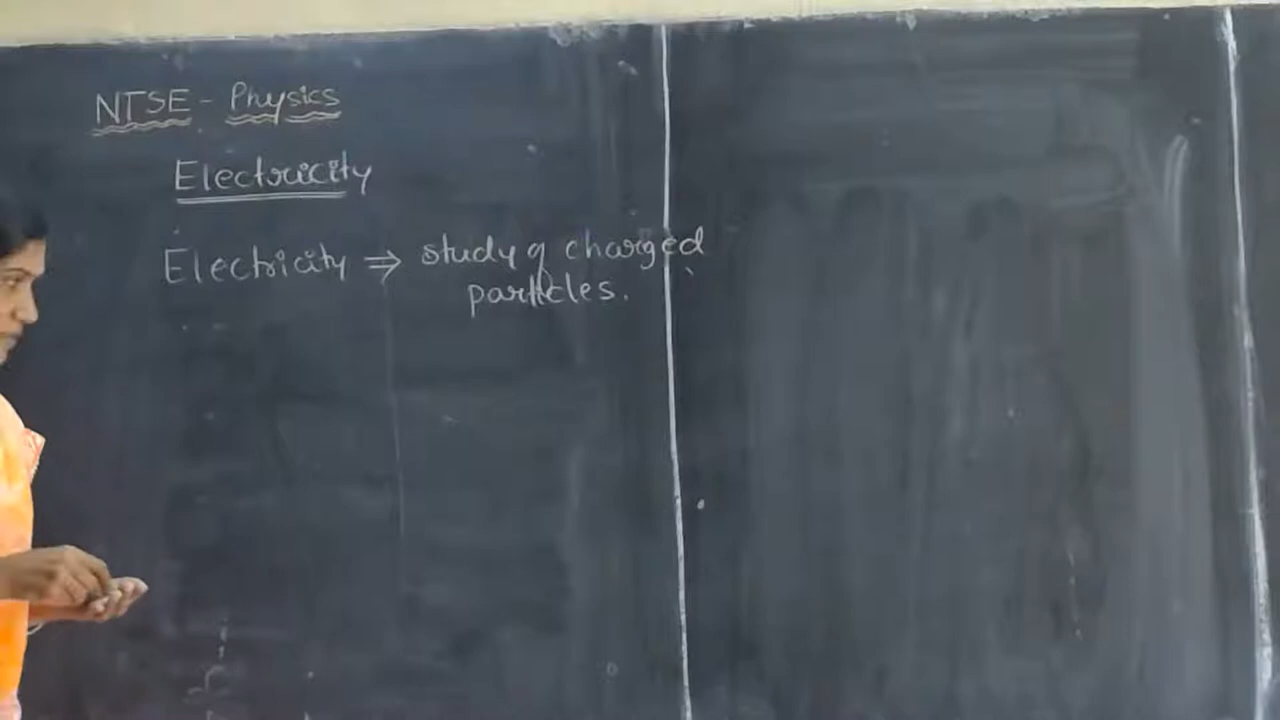 NTSE - Physics
Electricity
Electricity ⇒ study of charged
particles.